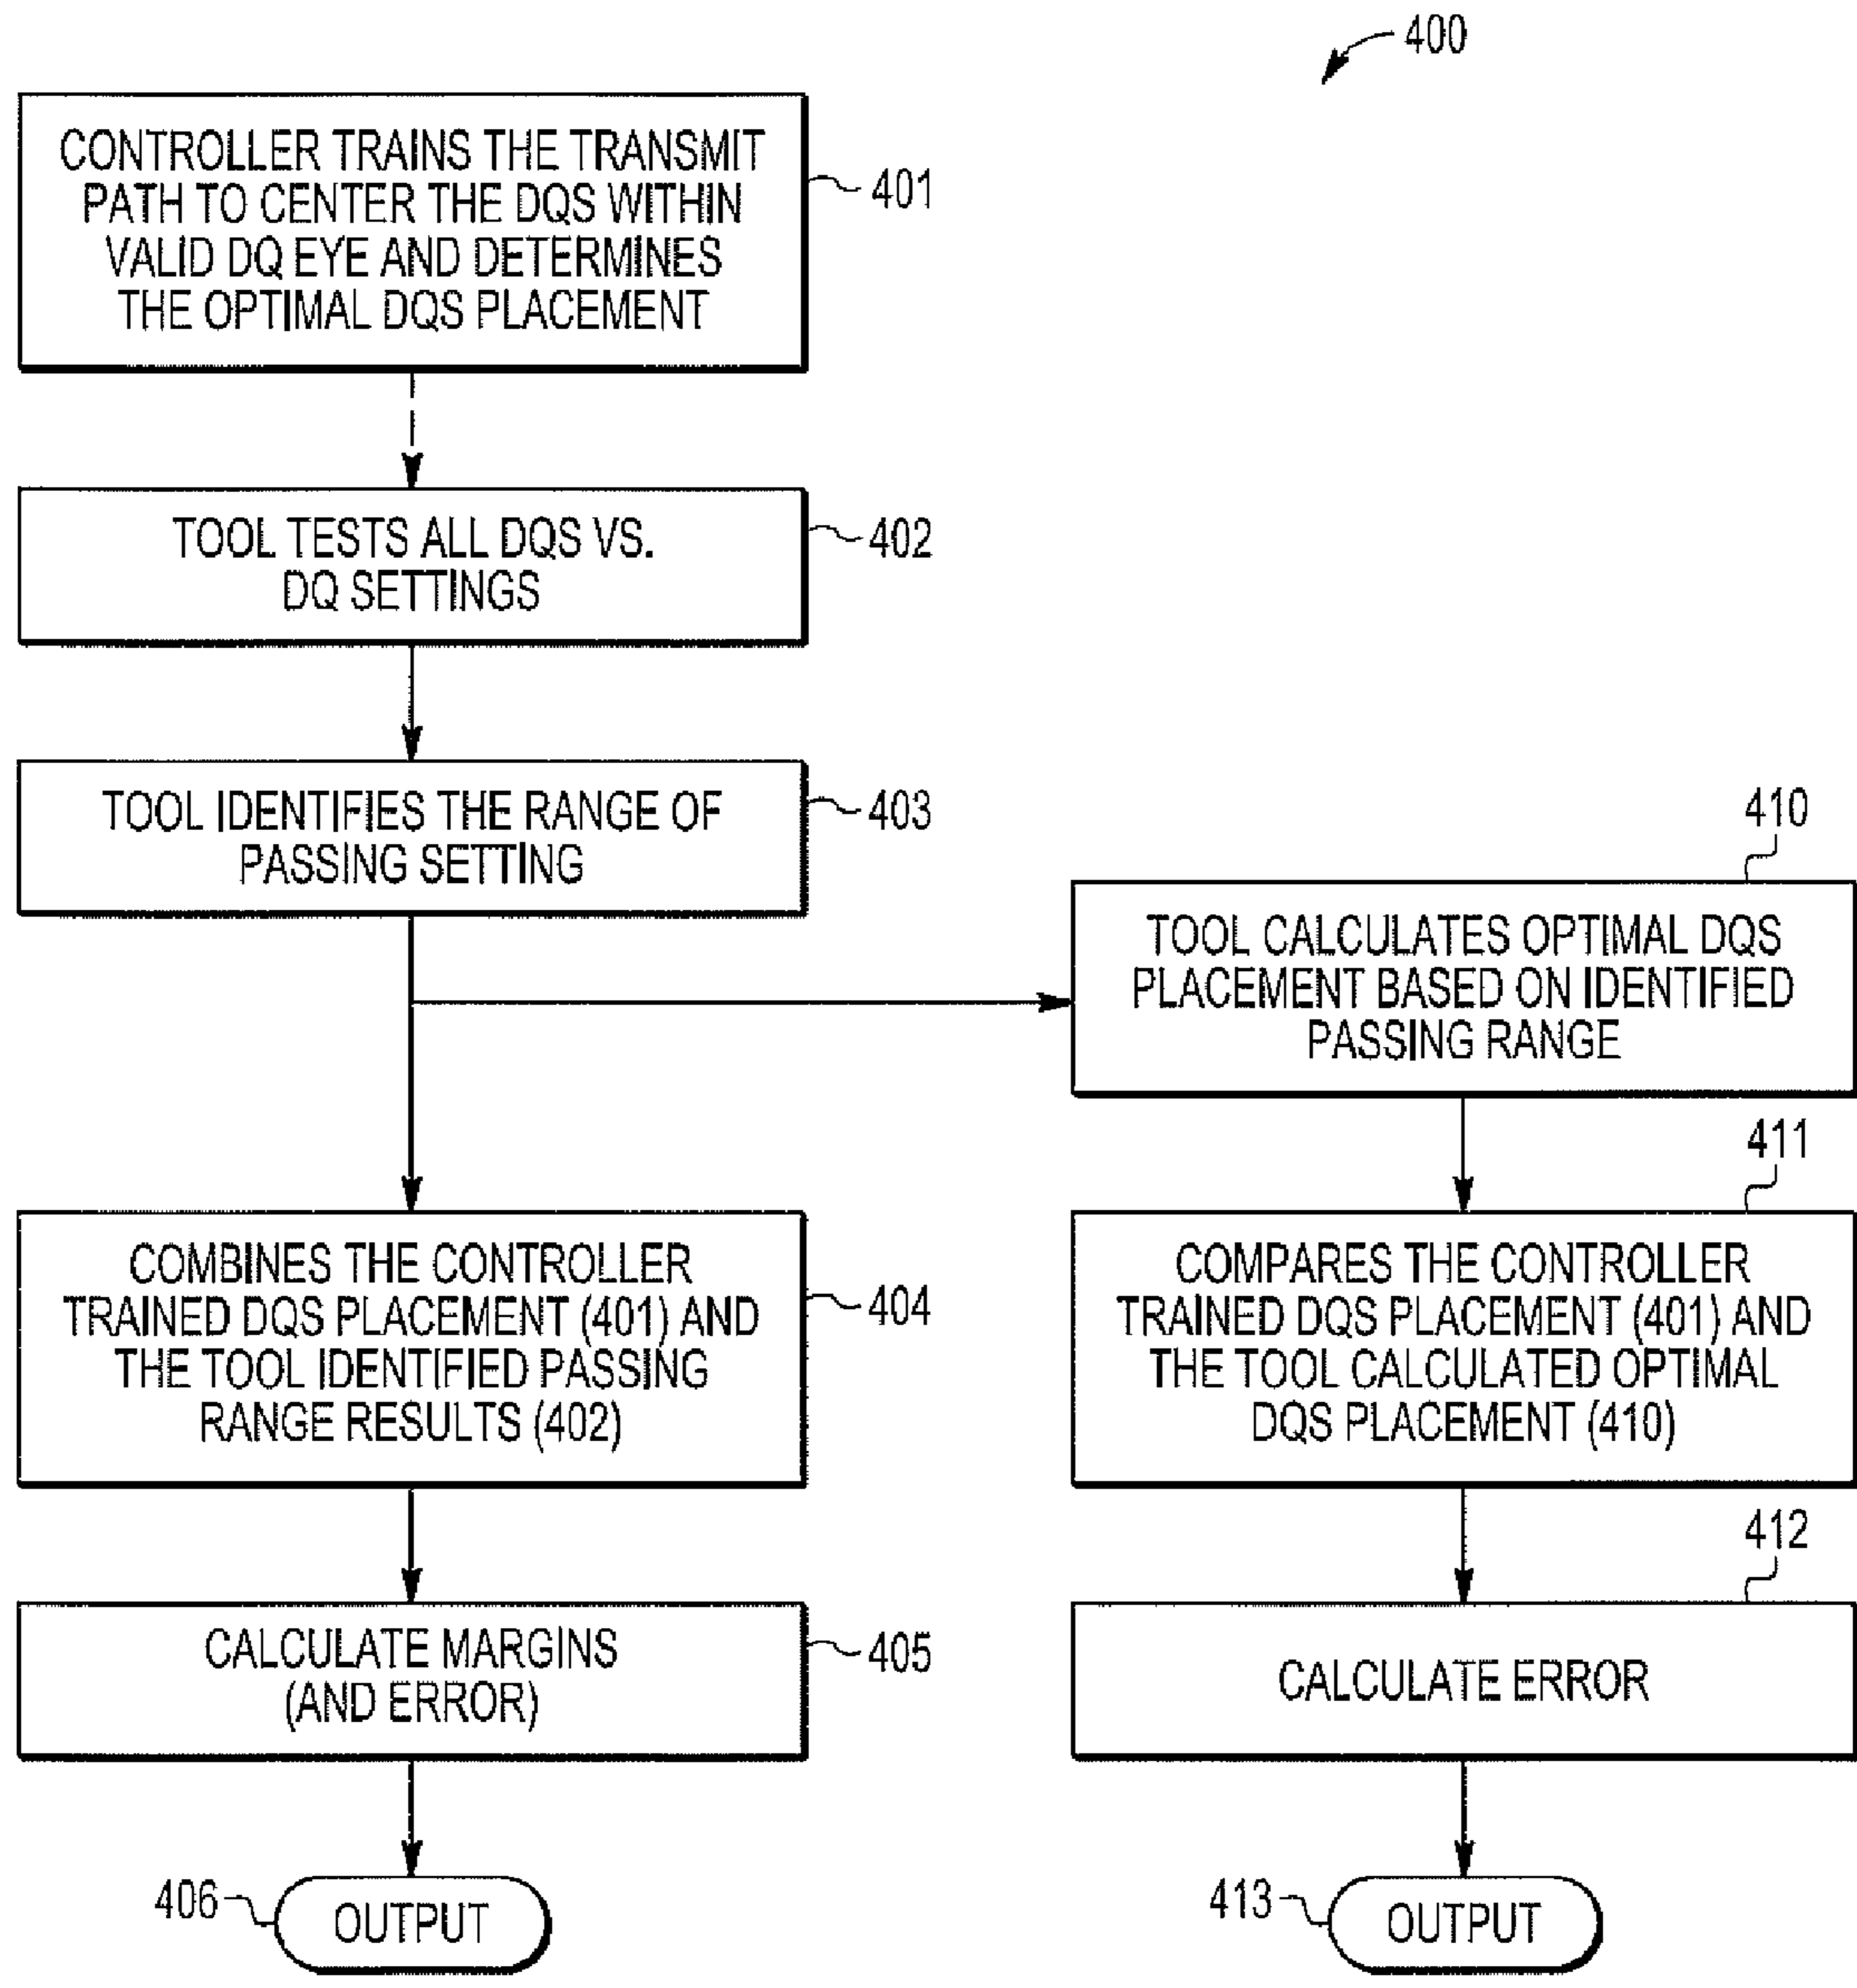 400
CONTROLLER TRAINS THE TRANSMIT
PATH TO CENTER THE DQS WITHIN
VALID DQ EYE AND DETERMINES
THE OPTIMAL DQS PLACEMENT
401
TOOL TESTS ALL DQS VS.
DQ SETTINGS
402
TOOL IDENTIFIES THE RANGE OF
PASSING SETTING
403
410
TOOL CALCULATES OPTIMAL DQS
PLACEMENT BASED ON IDENTIFIED
PASSING RANGE
COMBINES THE CONTROLLER
TRAINED DQS PLACEMENT (401) AND
THE TOOL IDENTIFIED PASSING
RANGE RESULTS (402)
404
411
COMPARES THE CONTROLLER
TRAINED DQS PLACEMENT (401) AND
THE TOOL CALCULATED OPTIMAL
DQS PLACEMENT (410)
CALCULATE MARGINS
(AND ERROR)
405
412
CALCULATE ERROR
406
OUTPUT
413
OUTPUT